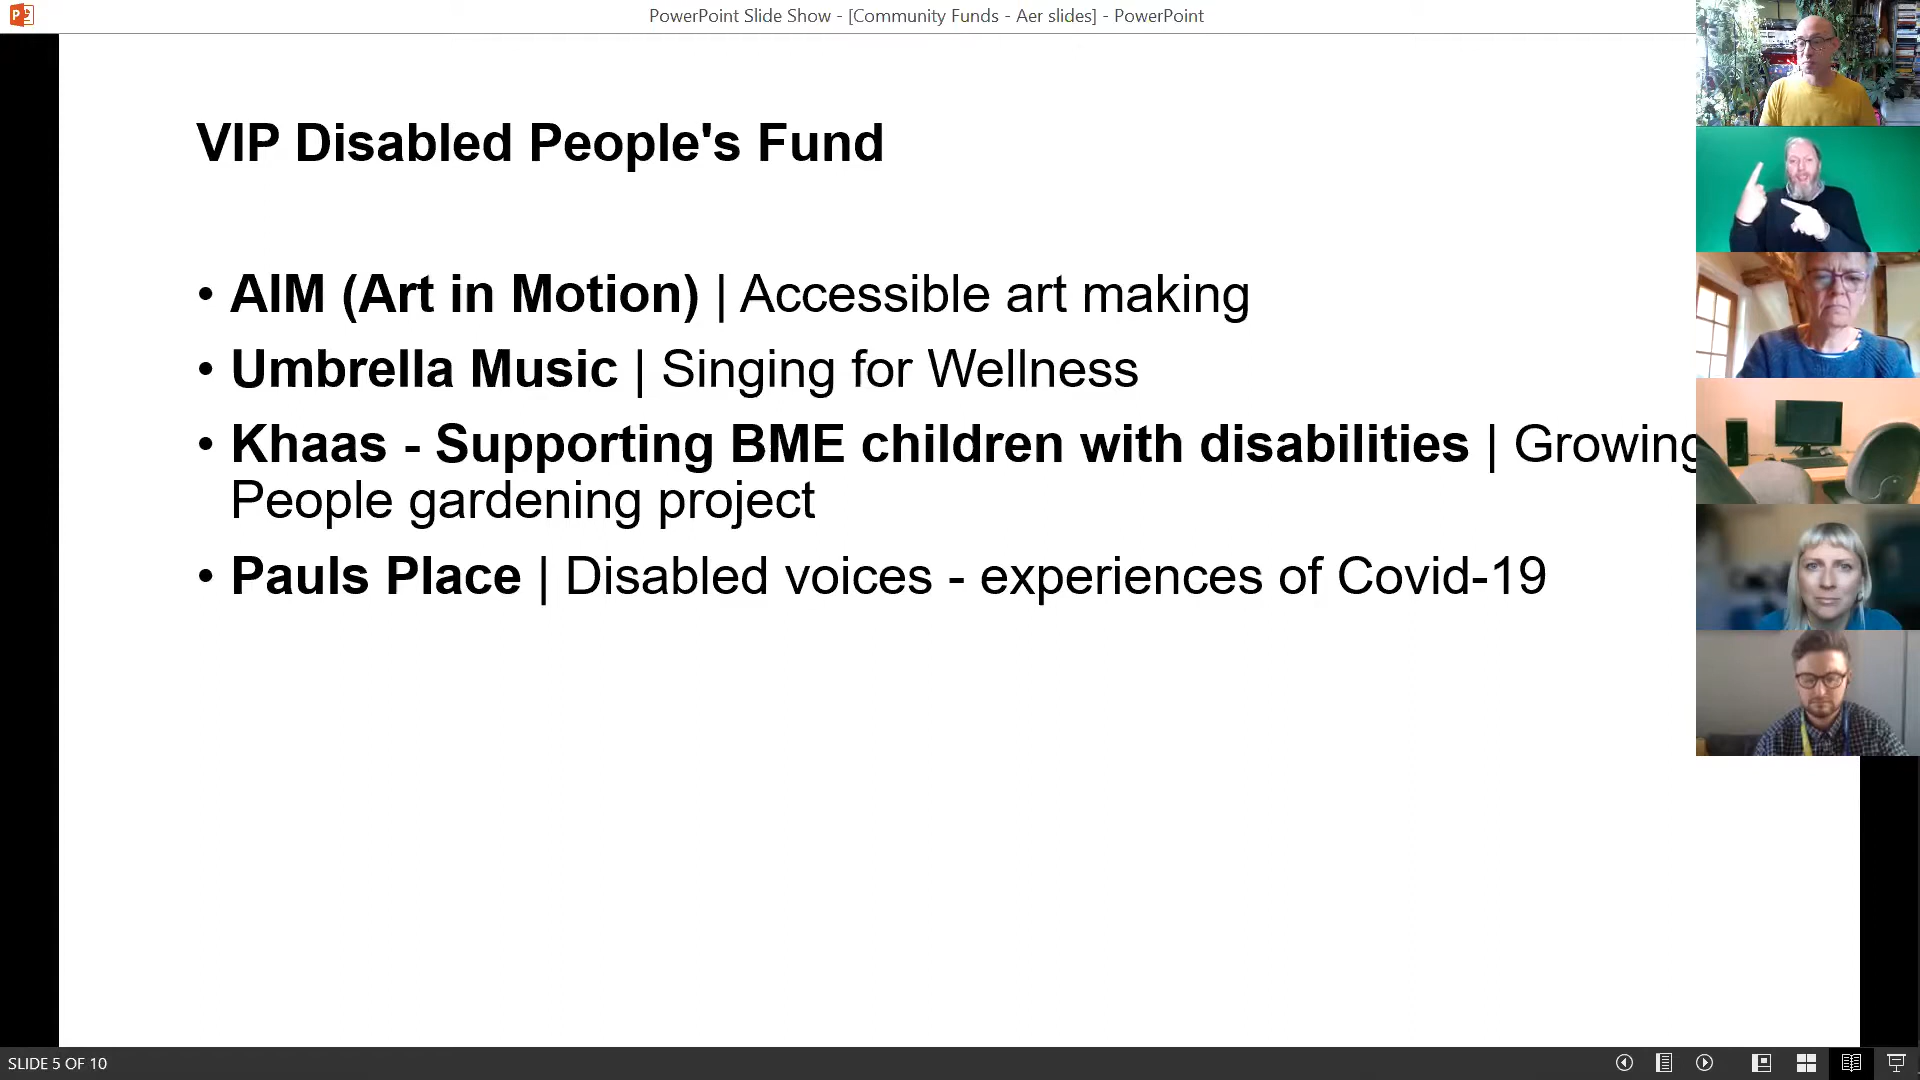 PowerPoint Slide Show - [Community Funds - Aer slides] - PowerPoint
VIP Disabled People's Fund
• AIM (Art in Motion) | Accessible art making
• Umbrella Music | Singing for Wellness
• Khaas - Supporting BME children with disabilities | Growing
People gardening project
• Pauls Place | Disabled voices - experiences of Covid-19
SLIDE 5 OF 10